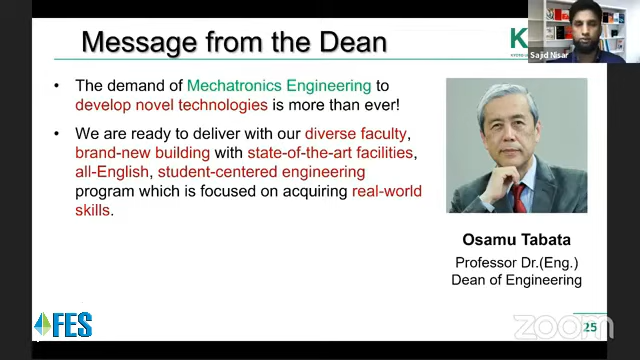 Message from the Dean
K
Sajid Nisar
• The demand of Mechatronics Engineering to
develop novel technologies is more than ever!
• We are ready to deliver with our diverse faculty,
brand-new building with state-of-the-art facilities,
all-English, student-centered engineering
program which is focused on acquiring real-world
skills.
Osamu Tabata
Professor Dr.(Eng.)
Dean of Engineering
FES
zoom
25